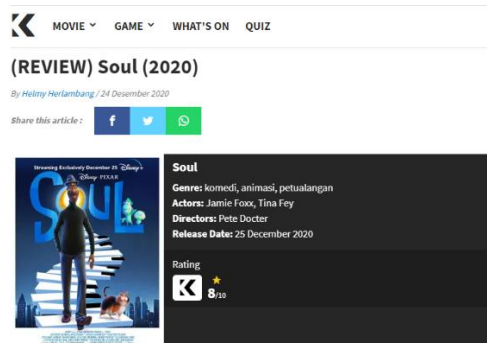 MOVIE GAME WHAT'S ON QUIZ
(REVIEW) Soul (2020)
By Helmy Herlambang / 24 Desember 2020
Share this article :
Streaming Exclusively December 25 Disney+
Disney PIXAR
SOUL
Soul
Genre: komedi, animasi, petualangan
Actors: Jamie Foxx, Tina Fey
Directors: Pete Docter
Release Date: 25 December 2020
Rating
8/10